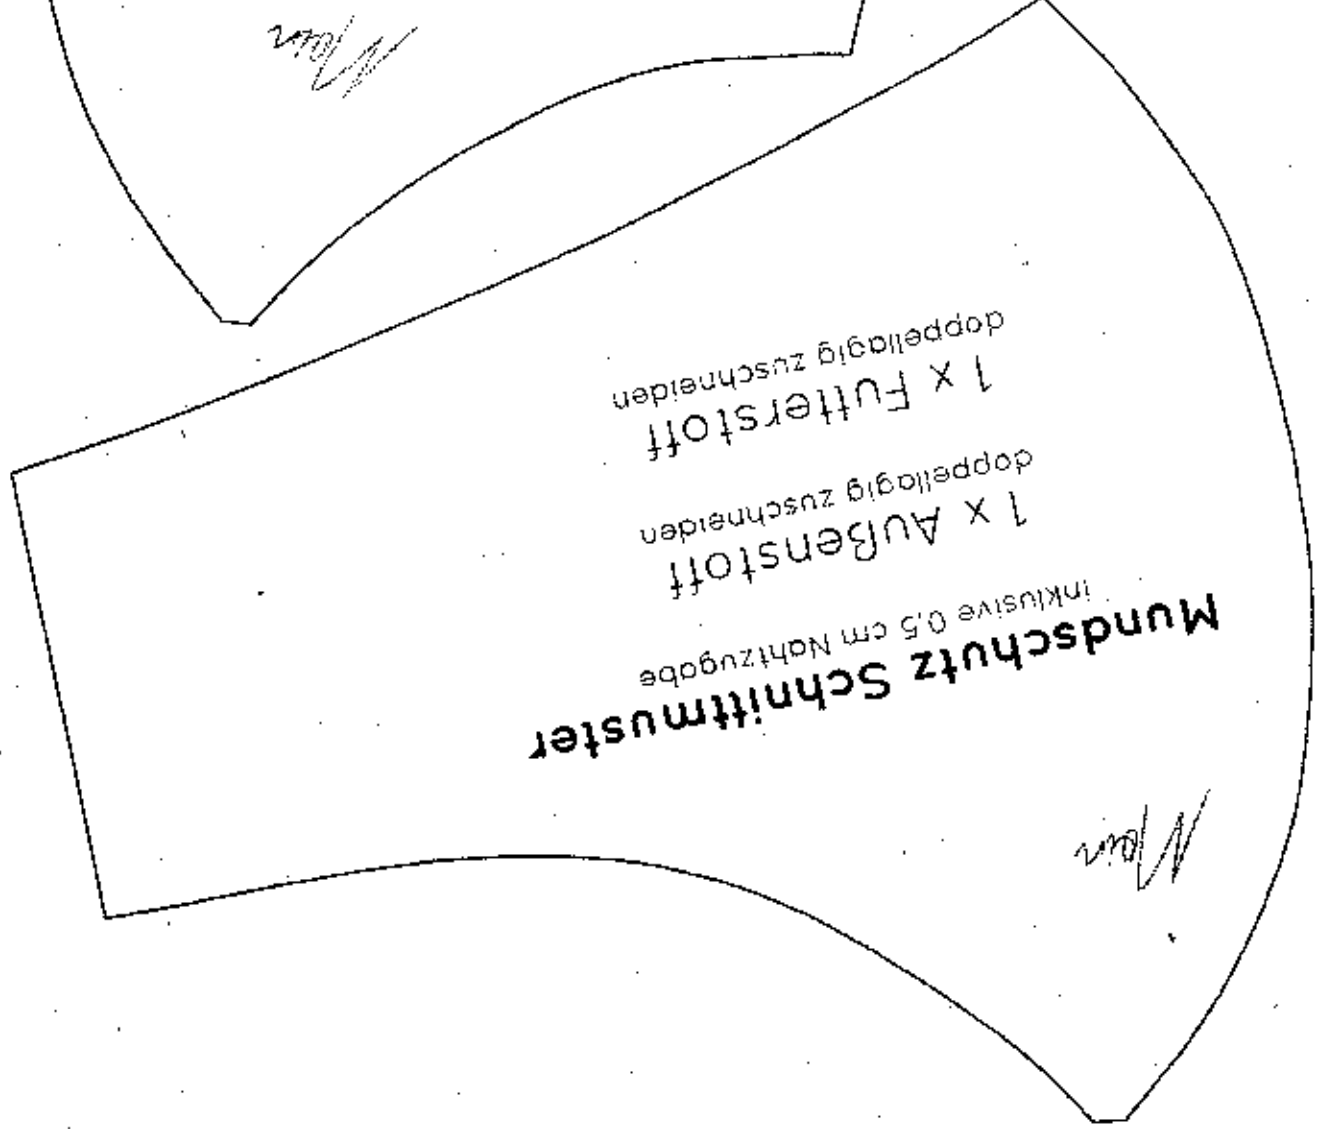 Mundschutz Schnittmuster
inklusive 0,5 cm Nahtzugabe
1 x Außenstoff
doppellagig zuschneiden
1 x Futterstoff
doppellagig zuschneiden